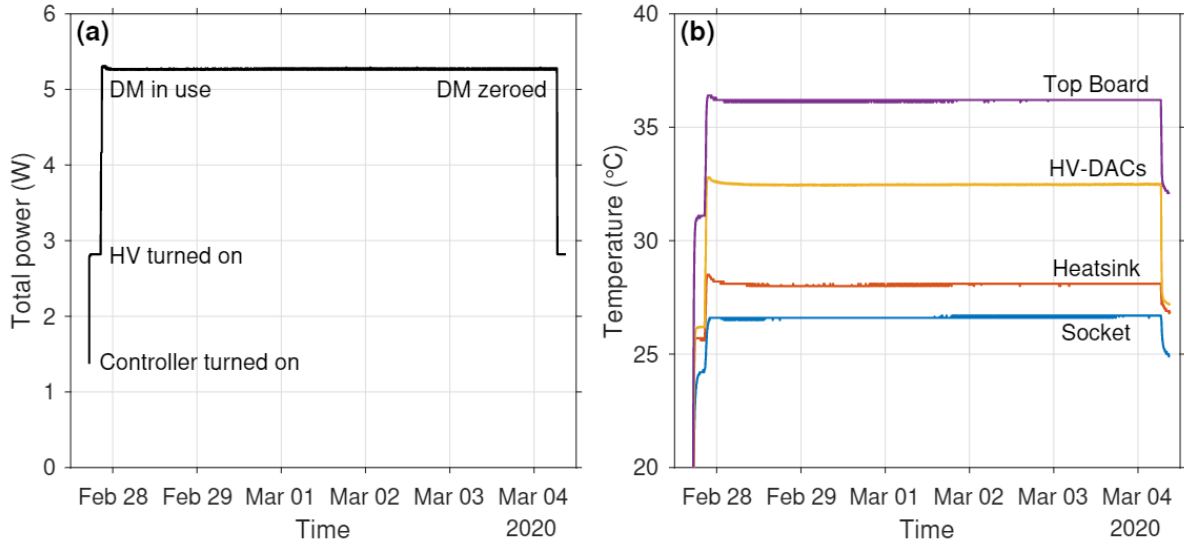 (a)
6
5
4
3
2
1
0
Total power (W)
DM in use
DM zeroed
HV turned on
Controller turned on
Feb 28 Feb 29 Mar 01 Mar 02 Mar 03 Mar 04
Time
2020
(b)
40
35
30
25
20
Temperature (°C)
Top Board
HV-DACs
Heatsink
Socket
Feb 28 Feb 29 Mar 01 Mar 02 Mar 03 Mar 04
Time
2020